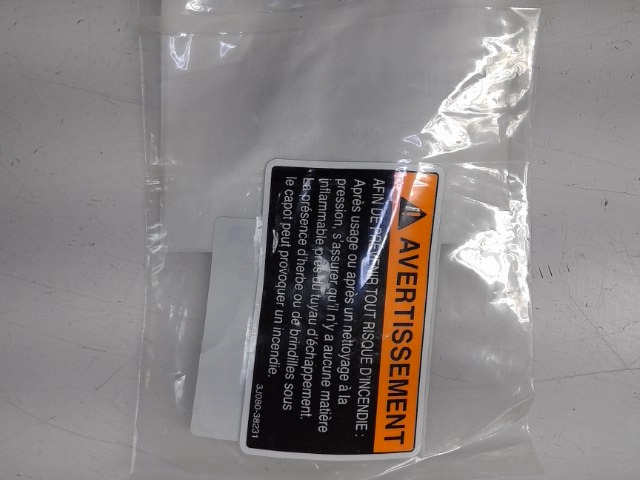 AVERTISSEMENT
AFIN DE PRÉVENIR TOUT RISQUE D'INCENDIE :
Après usage ou après un nettoyage à la
pression, s'assurer qu'il n'y a aucune matière
inflammable près du tuyau d'échappement.
La présence d'herbe ou de brindilles sous
le capot peut provoquer un incendie.
3J080-38231